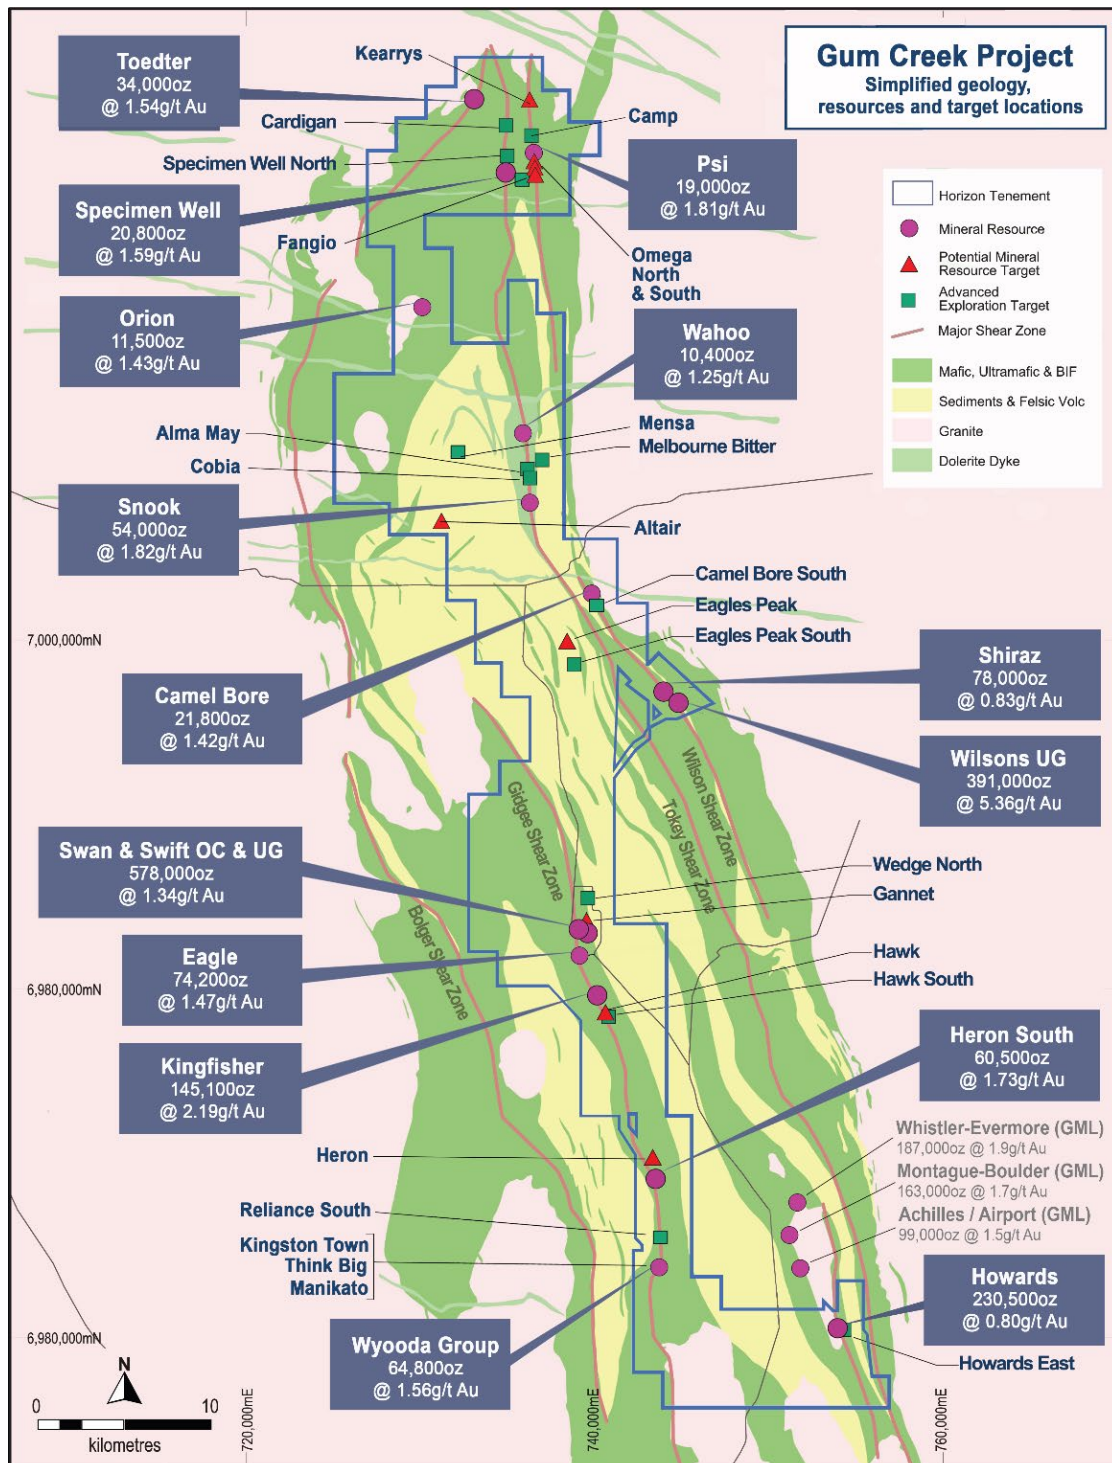 Gum Creek Project
Simplified geology,
resources and target locations
Horizon Tenement
Mineral Resource
Potential Mineral
Resource Target
Advanced
Exploration Target
Major Shear Zone
Mafic, Ultramafic & BIF
Sediments & Felsic Volc
Granite
Dolerite Dyke
Toedter
34,000oz
@ 1.54g/t Au
Kearrys
Cardigan
Camp
Specimen Well North
Psi
19,000oz
@ 1.81g/t Au
Specimen Well
20,800oz
@ 1.59g/t Au
Fangio
Omega
North
& South
Orion
11,500oz
@ 1.43g/t Au
Wahoo
10,400oz
@ 1.25g/t Au
Mensa
Alma May
Melbourne Bitter
Cobia
Snook
54,000oz
@ 1.82g/t Au
Altair
Camel Bore South
Eagles Peak
Eagles Peak South
7,000,000mN
Shiraz
78,000oz
@ 0.83g/t Au
Camel Bore
21,800oz
@ 1.42g/t Au
Wilsons UG
391,000oz
@ 5.36g/t Au
Wilson Shear Zone
Tokey Shear Zone
Gidgee Shear Zone
Bolger Shear Zone
Swan & Swift OC & UG
578,000oz
@ 1.34g/t Au
Wedge North
Gannet
Eagle
74,200oz
@ 1.47g/t Au
Hawk
Hawk South
6,980,000mN
Kingfisher
145,100oz
@ 2.19g/t Au
Heron South
60,500oz
@ 1.73g/t Au
Whistler-Evermore (GML)
187,000oz @ 1.9g/t Au
Montague-Boulder (GML)
163,000oz @ 1.7g/t Au
Achilles / Airport (GML)
99,000oz @ 1.5g/t Au
Heron
Reliance South
Kingston Town
Think Big
Manikato
Howards
230,500oz
@ 0.80g/t Au
Howards East
Wyooda Group
64,800oz
@ 1.56g/t Au
6,980,000mN
N
0 10
kilometres
720,000mE
740,000mE
760,000mE